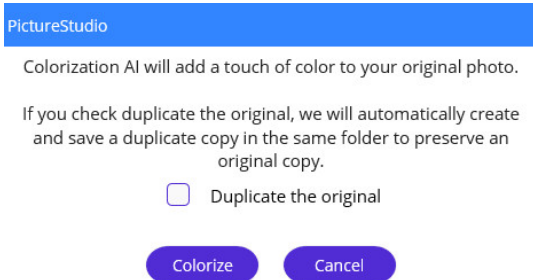 PictureStudio
Colorization AI will add a touch of color to your original photo.
If you check duplicate the original, we will automatically create
and save a duplicate copy in the same folder to preserve an
original copy.
Duplicate the original
Colorize Cancel